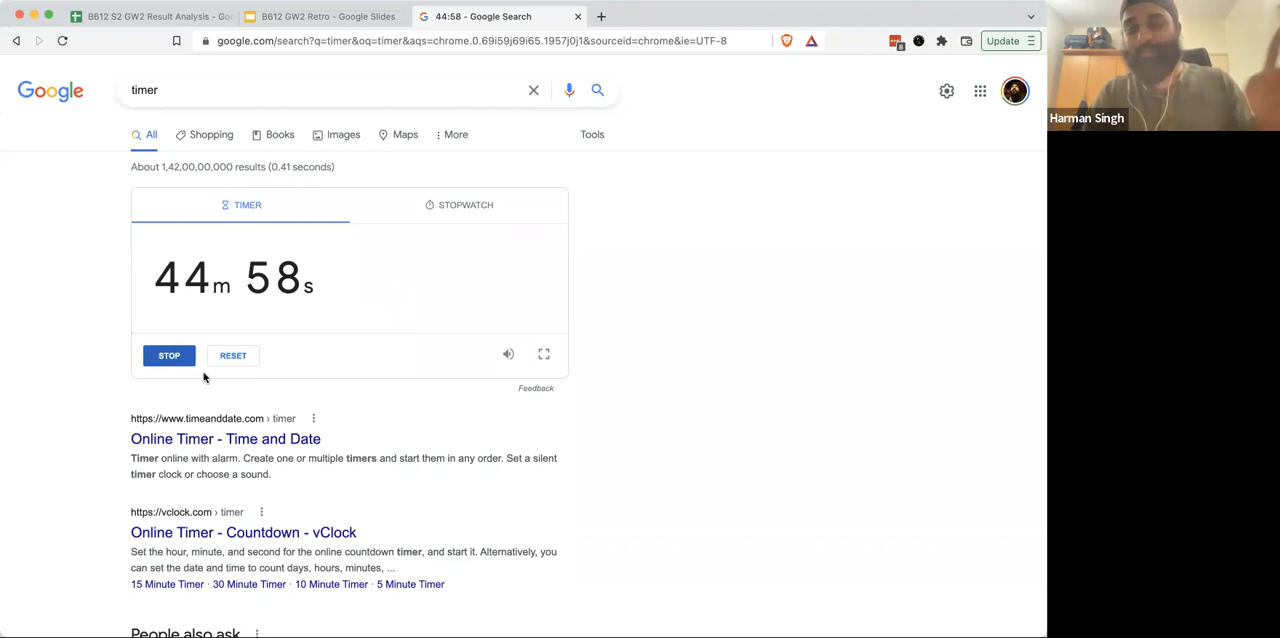 B612 S2 GW2 Result Analysis - Goo
B612 GW2 Retro - Google Slides
44:58 - Google Search
google.com/search?q=timer&oq=timer&aqs=chrome.0.69i59j69i65.1957j0j1&sourceid=chrome&ie=UTF-8
8
Update
Google
timer
All
Shopping
Books
Images
Maps
More
Tools
About 1,42,00,00,000 results (0.41 seconds)
TIMER
STOPWATCH
44m 58s
STOP
RESET
Feedback
https://www.timeanddate.com › timer
Online Timer - Time and Date
Timer online with alarm. Create one or multiple timers and start them in any order. Set a silent
timer clock or choose a sound.
https://vclock.com › timer
Online Timer - Countdown - vClock
Set the hour, minute, and second for the online countdown timer, and start it. Alternatively, you
can set the date and time to count days, hours, minutes, ...
15 Minute Timer · 30 Minute Timer · 10 Minute Timer · 5 Minute Timer
People also ask
Harman Singh